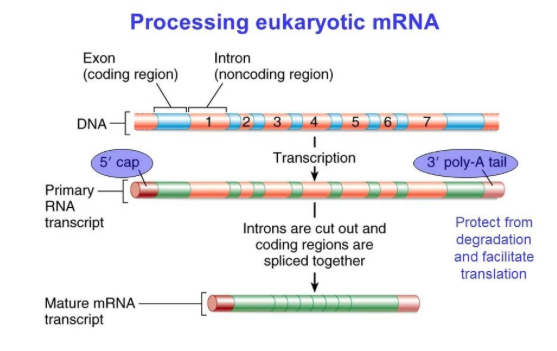 Processing eukaryotic mRNA
Exon
(coding region)
Intron
(noncoding region)
DNA
1 2 3 4 5 6 7
5′ cap
Transcription
3′ poly-A tail
Primary
RNA
transcript
Introns are cut out and
coding regions are
spliced together
Protect from
degradation
and facilitate
translation
Mature mRNA
transcript